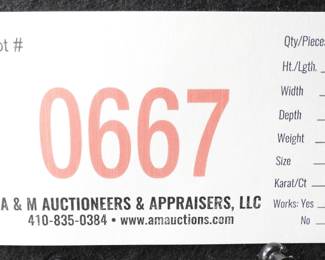 ot #
0667
A & M AUCTIONEERS & APPRAISERS, LLC
410-835-0384 • www.amauctions.com
Qty/Piece
Ht./Lgth.
Width
Depth
Weight
Size
Karat/Ct
Works: Yes
No